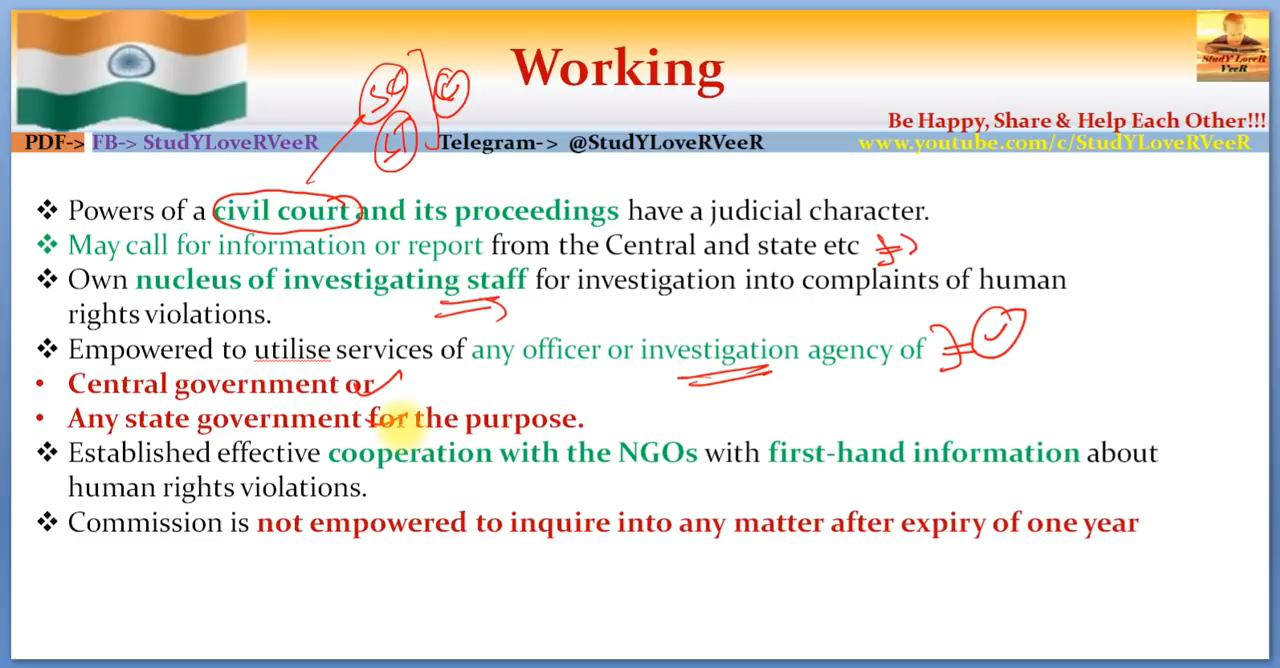 Working
StudY LoveR
VeeR
Be Happy, Share & Help Each Other!!!
PDF-> FB-> StudYLoveRVeeR Telegram-> @StudYLoveRVeeR www.youtube.com/c/StudYLoveRVeeR
❖ Powers of a civil court and its proceedings have a judicial character.
❖ May call for information or report from the Central and state etc
❖ Own nucleus of investigating staff for investigation into complaints of human
rights violations.
❖ Empowered to utilise services of any officer or investigation agency of
• Central government or
• Any state government for the purpose.
❖ Established effective cooperation with the NGOs with first-hand information about
human rights violations.
❖ Commission is not empowered to inquire into any matter after expiry of one year